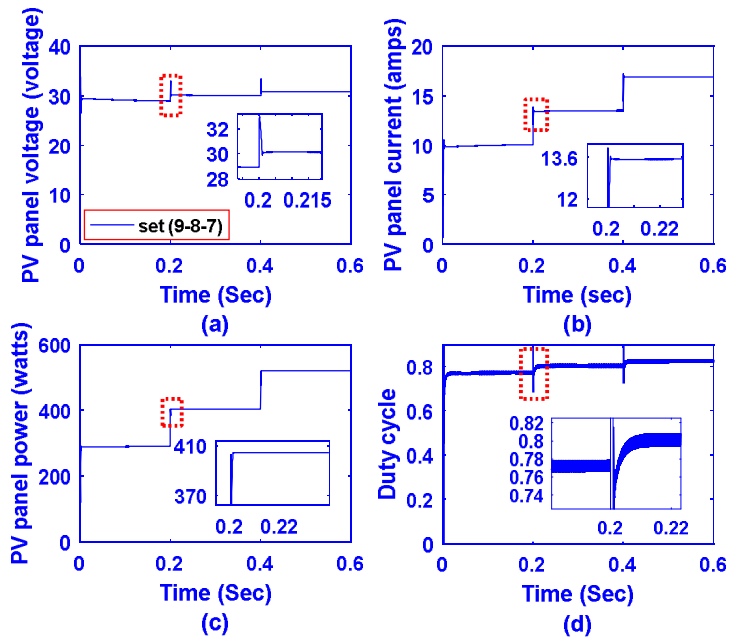 PV panel voltage (voltage)
40
30
20
10
0
0 0.2 0.4 0.6
Time (Sec)
(a)
set (9-8-7)
32
30
28
0.2 0.215
PV panel current (amps)
20
15
10
5
0
0 0.2 0.4 0.6
Time (sec)
(b)
13.6
12
0.2 0.22
PV panel power (watts)
600
400
200
0
0 0.2 0.4 0.6
Time (Sec)
(c)
410
370
0.2 0.22
Duty cycle
0.8
0.6
0.4
0.2
0
0 0.2 0.4 0.6
Time (Sec)
(d)
0.82
0.8
0.78
0.76
0.74
0.2 0.22